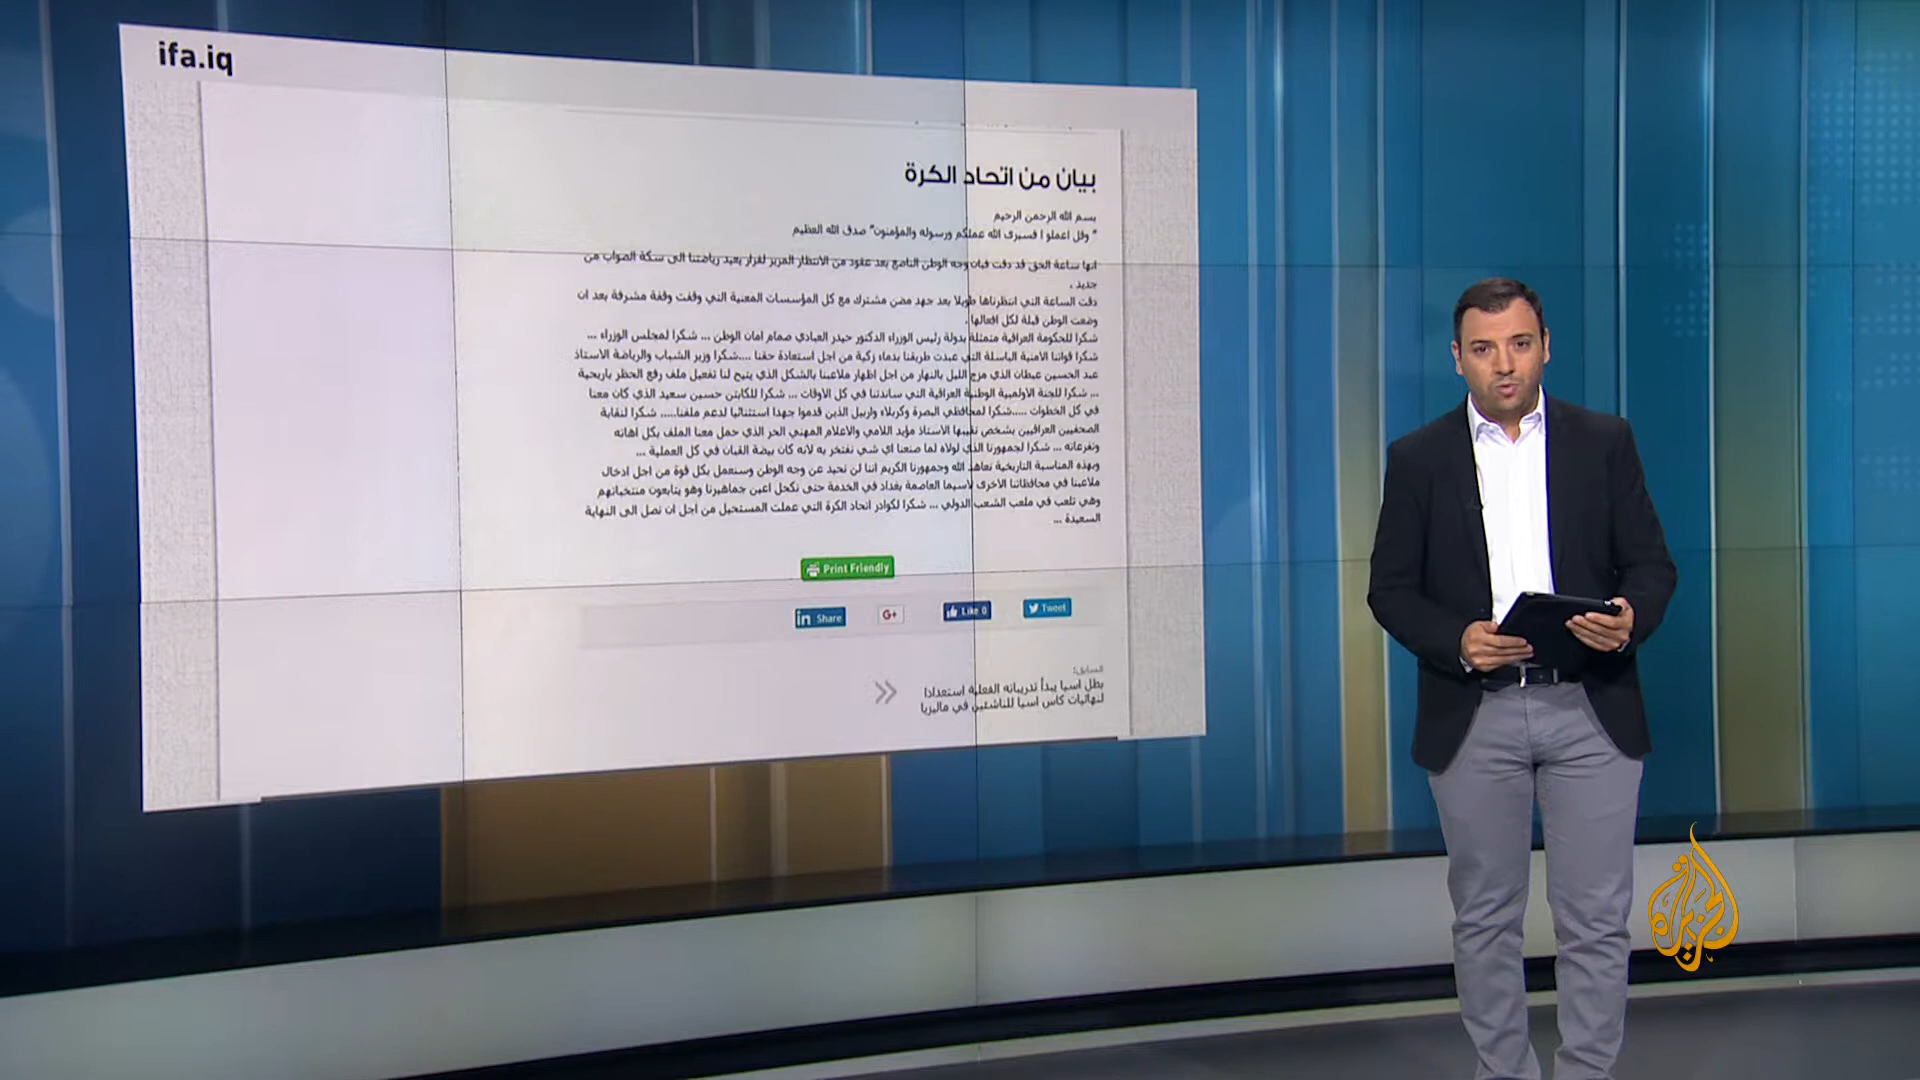 ifa.iq
بيان من اتحاد الكرة
بسم الله الرحمن الرحيم
" وقل اعملو ا فسيرى الله عملكم ورسوله والمؤمنون" صدق الله العظيم
انها ساعة الحق قد دقت فبان وجه الوطن الناصع بعد عقود من الانتظار المرير لقرار يعيد رياضتنا الى سكة الصواب من
جديد .
دقت الساعة التي انتظرناها طويلا بعد جهد مضن مشترك مع كل المؤسسات المعنية التي وقفت وقفة مشرفة بعد ان
وضعت الوطن قبلة لكل افعالها .
شكرا للحكومة العراقية متمثلة بدولة رئيس الوزراء الدكتور حيدر العبادي صمام امان الوطن ... شكرا لمجلس الوزراء ...
شكرا قواتنا الامنية الباسلة التي عبدت طريقنا بدماء زكية من اجل استعادة حقنا ....شكرا وزير الشباب والرياضة الاستاذ
عبد الحسين عبطان الذي مزج الليل بالنهار من اجل اظهار ملاعبنا بالشكل الذي يتيح لنا تفعيل ملف رفع الحظر باريحية
... شكرا للجنة الاولمبية الوطنية العراقية التي ساندتنا في كل الاوقات ... شكرا للكابتن حسين سعيد الذي كان معنا
في كل الخطوات .....شكرا لمحافظي البصرة وكربلاء واربيل الذين قدموا جهدا استثنائيا لدعم ملفنا..... شكرا لنقابة
الصحفيين العراقيين بشخص نقيبها الاستاذ مؤيد اللامي والاعلام المهني الحر الذي حمل معنا الملف بكل اهاته
وتفرعاته ... شكرا لجمهورنا الذي لولاه لما صنعنا اي شي نفتخر به لانه كان بيضة القبان في كل العملية ...
وبهذه المناسبة التاريخية نعاهد الله وجمهورنا الكريم اننا لن نحيد عن وجه الوطن وسنعمل بكل قوة من اجل ادخال
ملاعبنا في محافظاتنا الاخرى لاسيما العاصمة بغداد في الخدمة حتى نكحل اعين جماهيرنا وهو يتابعون منتخباتهم
وهي تلعب في ملعب الشعب الدولي ... شكرا لكوادر اتحاد الكرة التي عملت المستحيل من اجل ان نصل الى النهاية
السعيدة ...
Print Friendly
Tweet
Like 0
G+
in Share
السابق:
بطل اسيا يبدأ تدريباته الفعلية استعدادا
لنهائيات كاس اسيا للناشئين في ماليزيا
الجزيرة